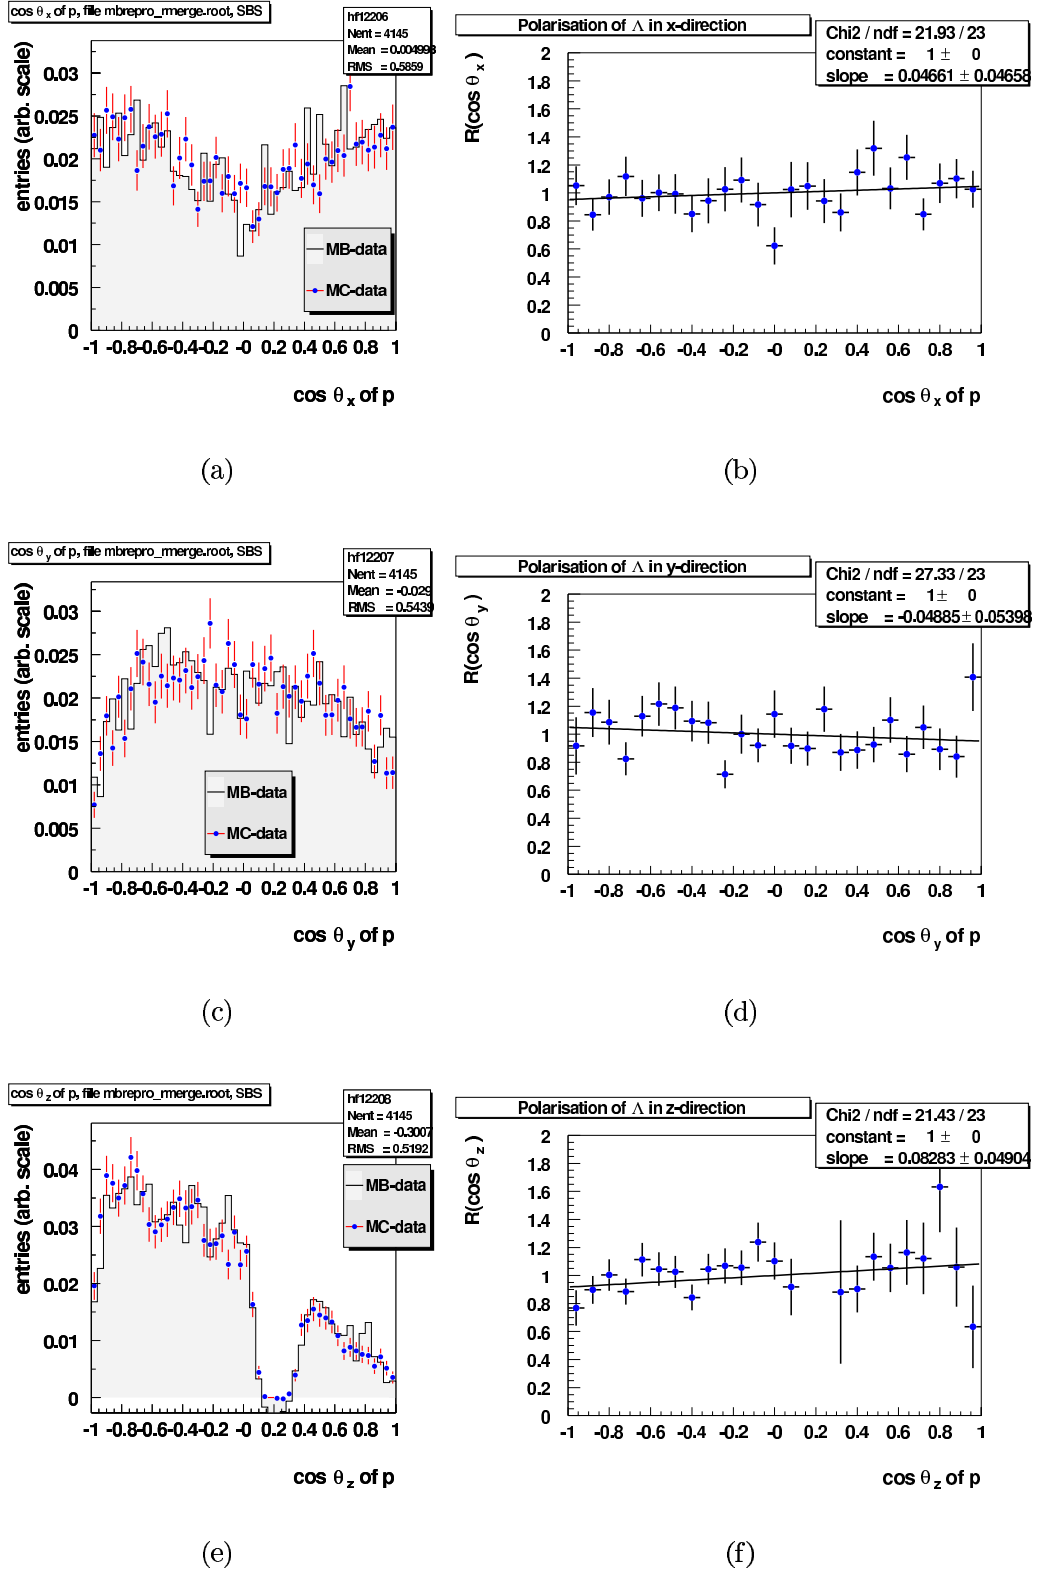 cos θx of p, file mbrepro_rmerge.root, SBS
hf12206
Nent = 4145
Mean = 0.004998
RMS = 0.5859
entries (arb. scale)
0.03
0.025
0.02
0.015
0.01
0.005
0
MB-data
MC-data
-1 -0.8 -0.6 -0.4 -0.2 -0 0.2 0.4 0.6 0.8 1
cos θx of p
(a)
Polarisation of Λ in x-direction
Chi2 / ndf = 21.93 / 23
constant = 1 ± 0
slope = 0.04661 ± 0.04658
R(cos θx)
2
1.8
1.6
1.4
1.2
1
0.8
0.6
0.4
0.2
0
-1 -0.8 -0.6 -0.4 -0.2 -0 0.2 0.4 0.6 0.8 1
cos θx of p
(b)
cos θy of p, file mbrepro_rmerge.root, SBS
hf12207
Nent = 4145
Mean = -0.029
RMS = 0.5439
entries (arb. scale)
0.03
0.025
0.02
0.015
0.01
0.005
0
MB-data
MC-data
-1 -0.8 -0.6 -0.4 -0.2 -0 0.2 0.4 0.6 0.8 1
cos θy of p
(c)
Polarisation of Λ in y-direction
Chi2 / ndf = 27.33 / 23
constant = 1 ± 0
slope = -0.04885 ± 0.05398
R(cos θy)
2
1.8
1.6
1.4
1.2
1
0.8
0.6
0.4
0.2
0
-1 -0.8 -0.6 -0.4 -0.2 -0 0.2 0.4 0.6 0.8 1
cos θy of p
(d)
cos θz of p, file mbrepro_rmerge.root, SBS
hf12208
Nent = 4145
Mean = -0.3007
RMS = 0.5192
entries (arb. scale)
0.04
0.03
0.02
0.01
0
MB-data
MC-data
-1 -0.8 -0.6 -0.4 -0.2 -0 0.2 0.4 0.6 0.8 1
cos θz of p
(e)
Polarisation of Λ in z-direction
Chi2 / ndf = 21.43 / 23
constant = 1 ± 0
slope = 0.08283 ± 0.04904
R(cos θz)
2
1.8
1.6
1.4
1.2
1
0.8
0.6
0.4
0.2
0
-1 -0.8 -0.6 -0.4 -0.2 -0 0.2 0.4 0.6 0.8 1
cos θz of p
(f)